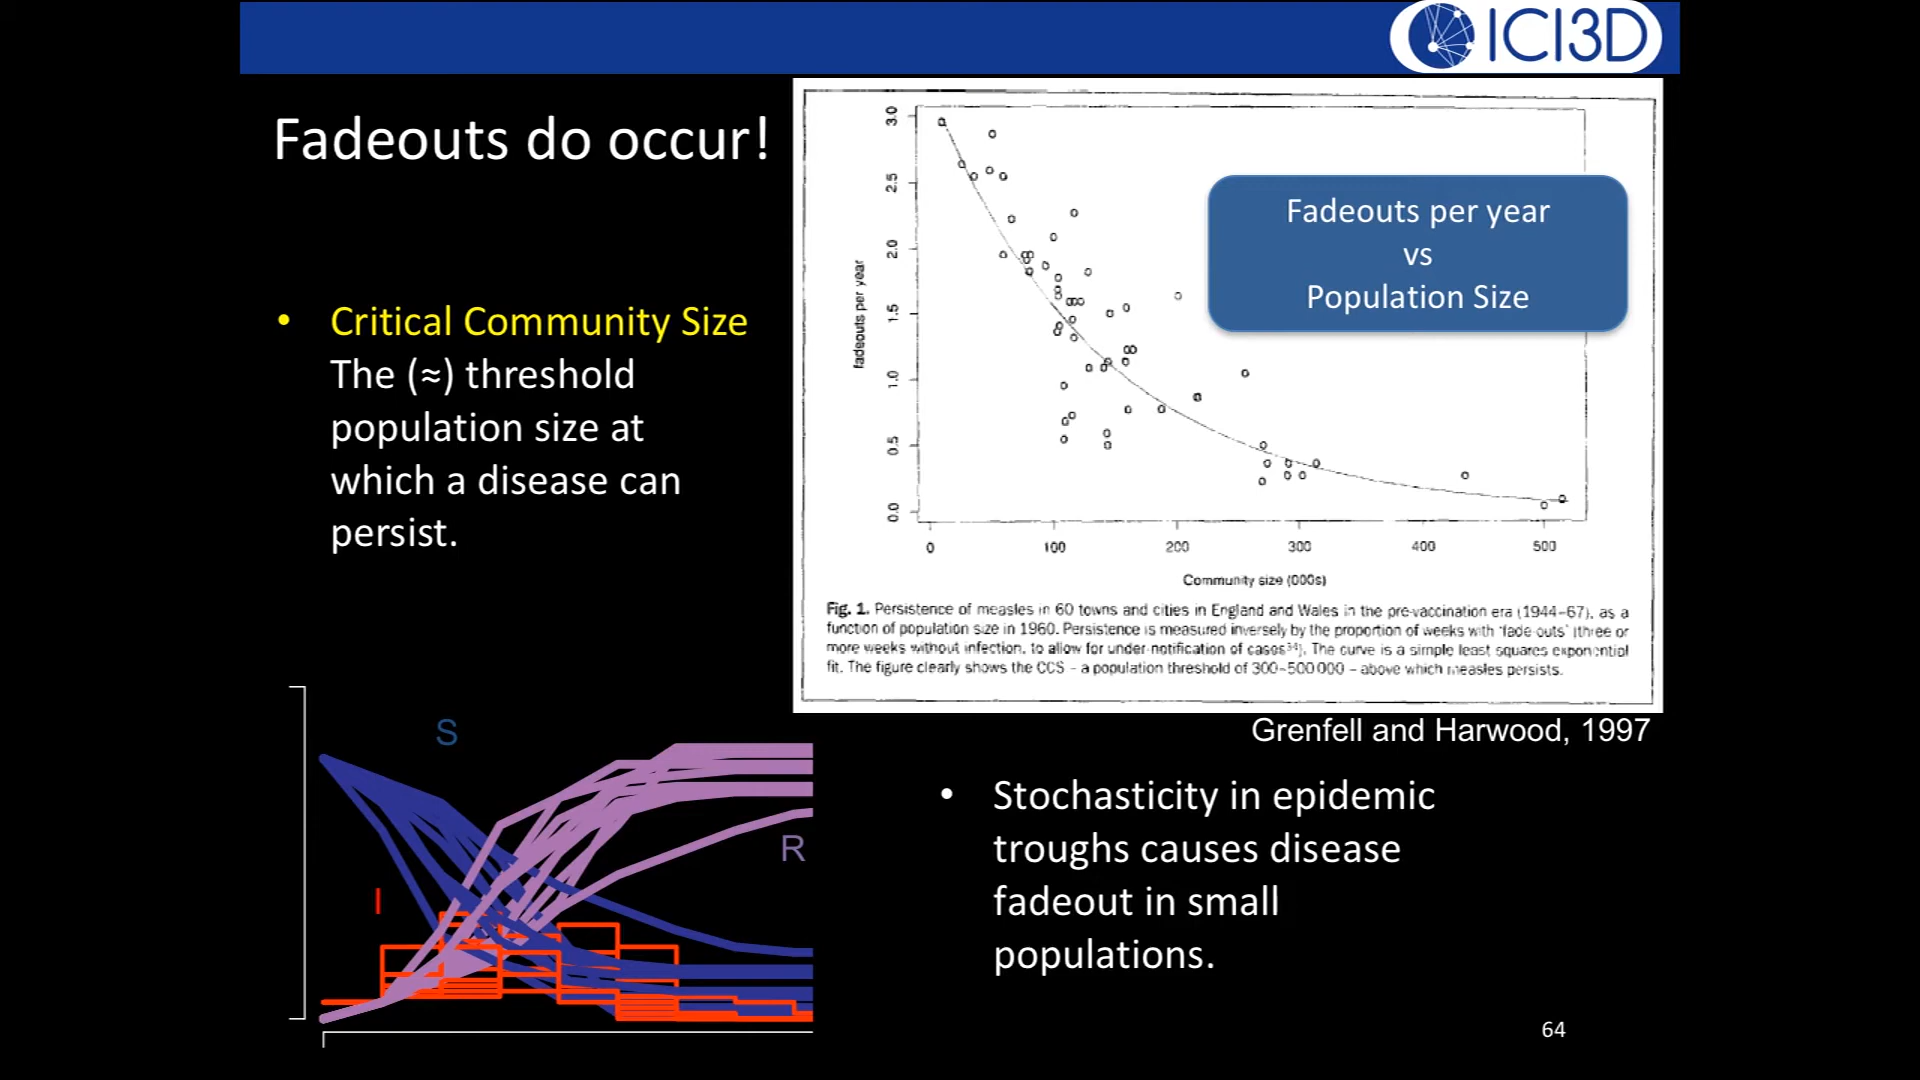 ICI3D
Fadeouts do occur!
• Critical Community Size
The (≈) threshold
population size at
which a disease can
persist.
Fadeouts per year
vs
Population Size
fadeouts per year
3.0
2.5
2.0
1.5
1.0
0.5
0.0
0 100 200 300 400 500
Community size (000s)
Fig. 1. Persistence of measles in 60 towns and cities in England and Wales in the pre-vaccination era (1944–67), as a
function of population size in 1960. Persistence is measured inversely by the proportion of weeks with 'fade-outs' (three or
more weeks without infection, to allow for under-notification of cases34). The curve is a simple least squares exponential
fit. The figure clearly shows the CCS – a population threshold of 300–500 000 – above which measles persists.
Grenfell and Harwood, 1997
S
I
R
• Stochasticity in epidemic
troughs causes disease
fadeout in small
populations.
64